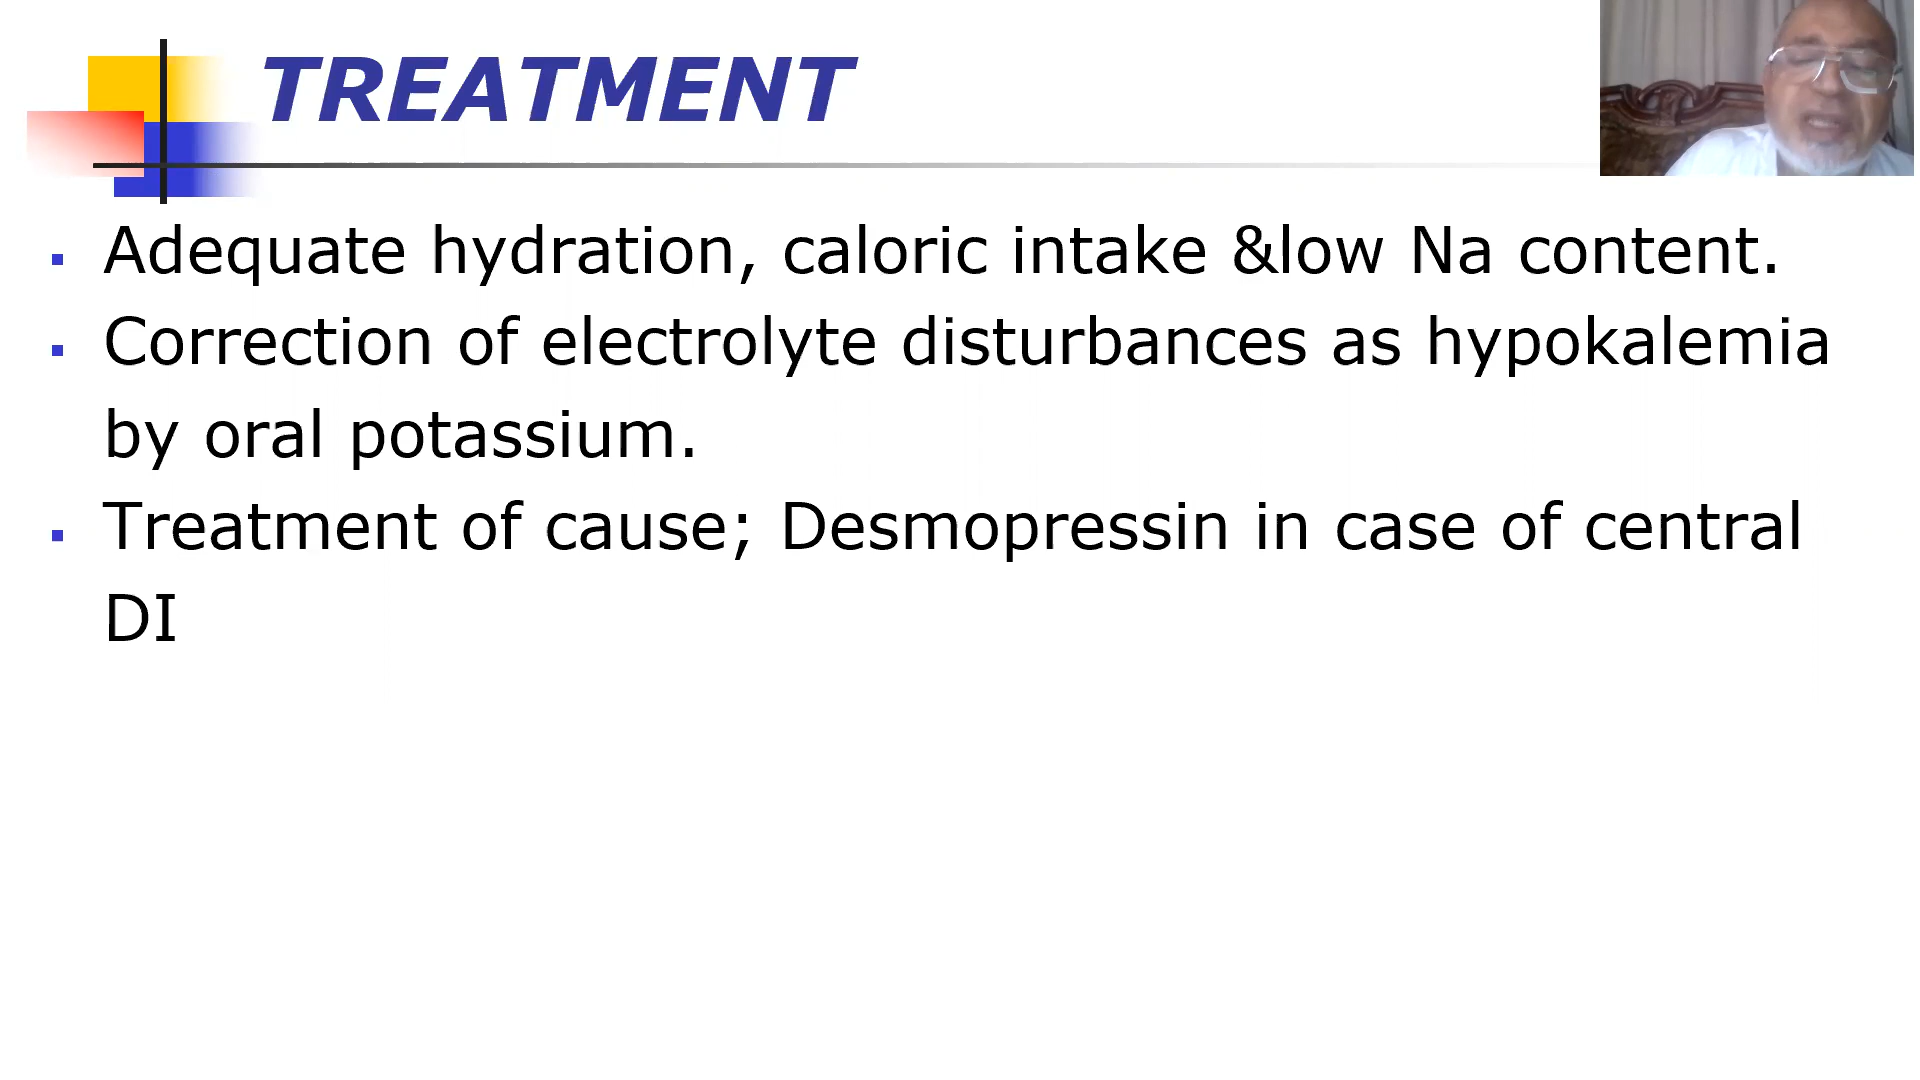 TREATMENT
Adequate hydration, caloric intake &low Na content.
Correction of electrolyte disturbances as hypokalemia
by oral potassium.
Treatment of cause; Desmopressin in case of central
DI